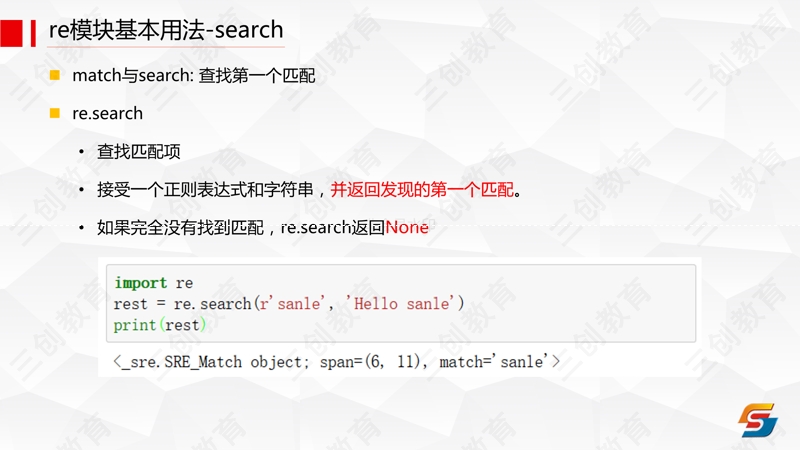 re模块基本用法-search
match与search: 查找第一个匹配
re.search
查找匹配项
接受一个正则表达式和字符串，并返回发现的第一个匹配。
如果完全没有找到匹配，re.search返回None
import re
rest = re.search(r'sanle', 'Hello sanle')
print(rest)
<_sre.SRE_Match object; span=(6, 11), match='sanle'>
三创教育